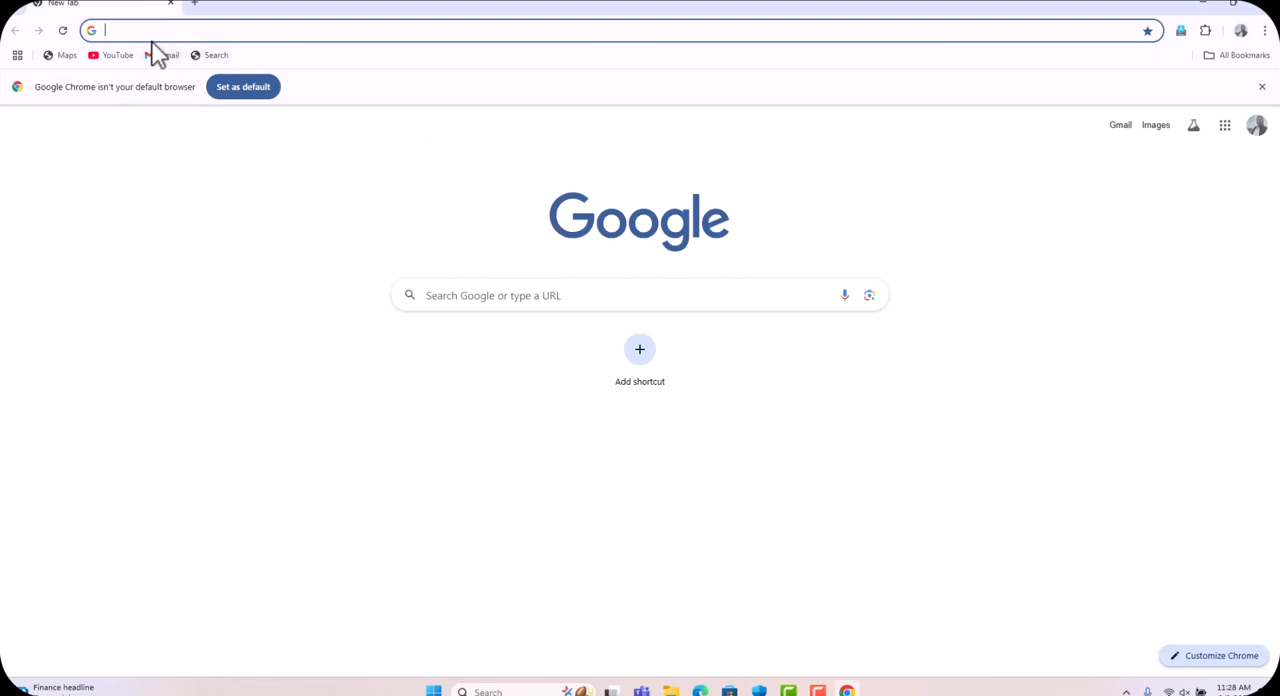 New Tab
Maps YouTube Search All Bookmarks
Google Chrome isn't your default browser Set as default
Gmail Images
Google
Search Google or type a URL
Add shortcut
Customize Chrome
Finance headline
Search
11:28 AM